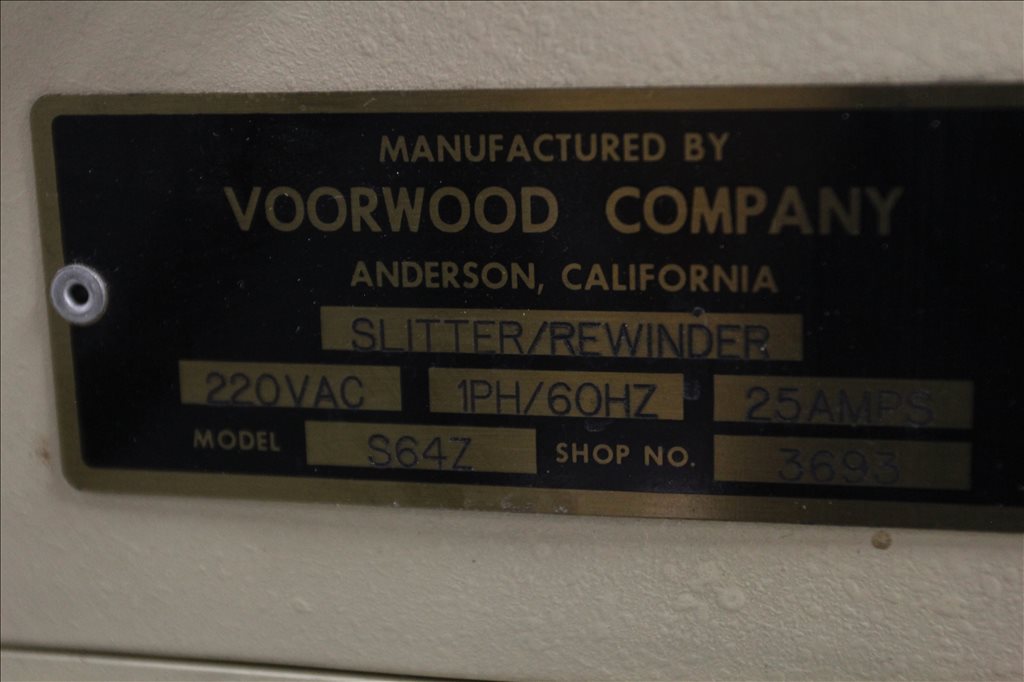 MANUFACTURED BY
VOORWOOD COMPANY
ANDERSON, CALIFORNIA
SLITTER/REWINDER
220VAC 1PH/60HZ 25AMPS
MODEL S64Z SHOP NO. 3693